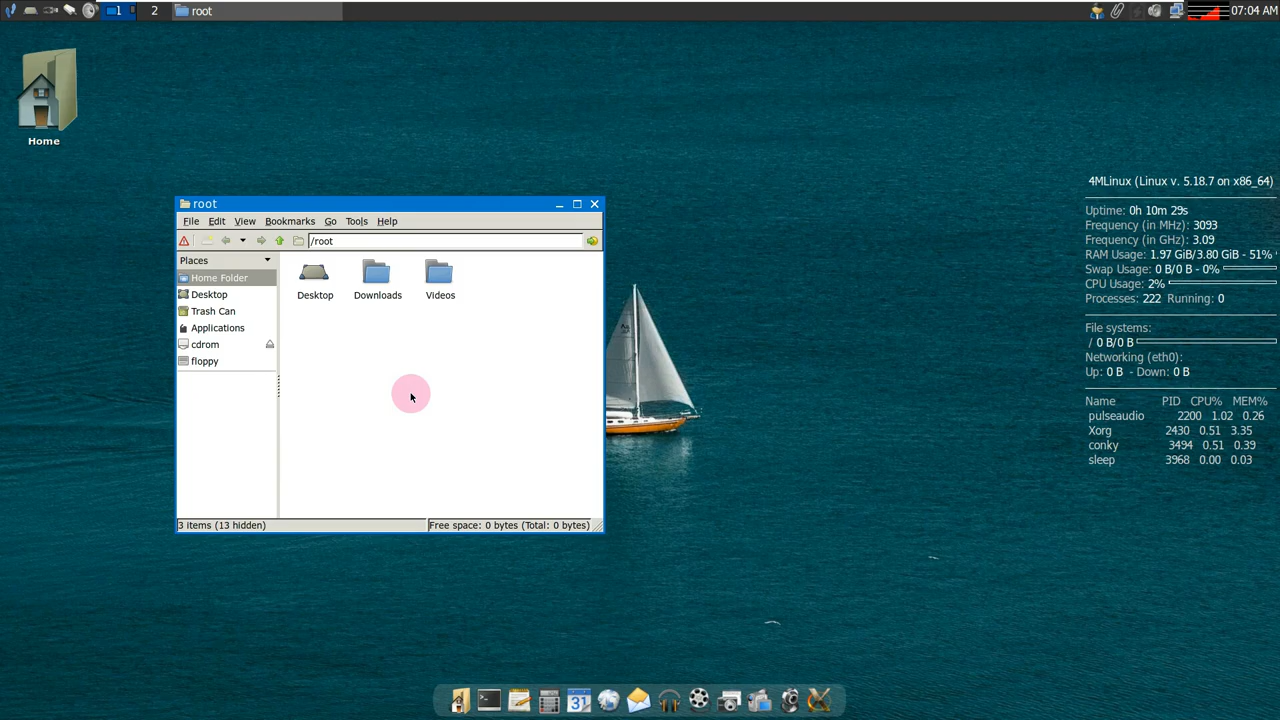 1 2 root 07:04 AM
Home
root
File Edit View Bookmarks Go Tools Help
/root
Places
Home Folder
Desktop
Trash Can
Applications
cdrom
floppy
Desktop Downloads Videos
3 items (13 hidden) Free space: 0 bytes (Total: 0 bytes)
4MLinux (Linux v. 5.18.7 on x86_64)
Uptime: 0h 10m 29s
Frequency (in MHz): 3093
Frequency (in GHz): 3.09
RAM Usage: 1.97 GiB/3.80 GiB - 51%
Swap Usage: 0 B/0 B - 0%
CPU Usage: 2%
Processes: 222 Running: 0
File systems:
/ 0 B/0 B
Networking (eth0):
Up: 0 B - Down: 0 B
Name PID CPU% MEM%
pulseaudio 2200 1.02 0.26
Xorg 2430 0.51 3.35
conky 3494 0.51 0.39
sleep 3968 0.00 0.03
31